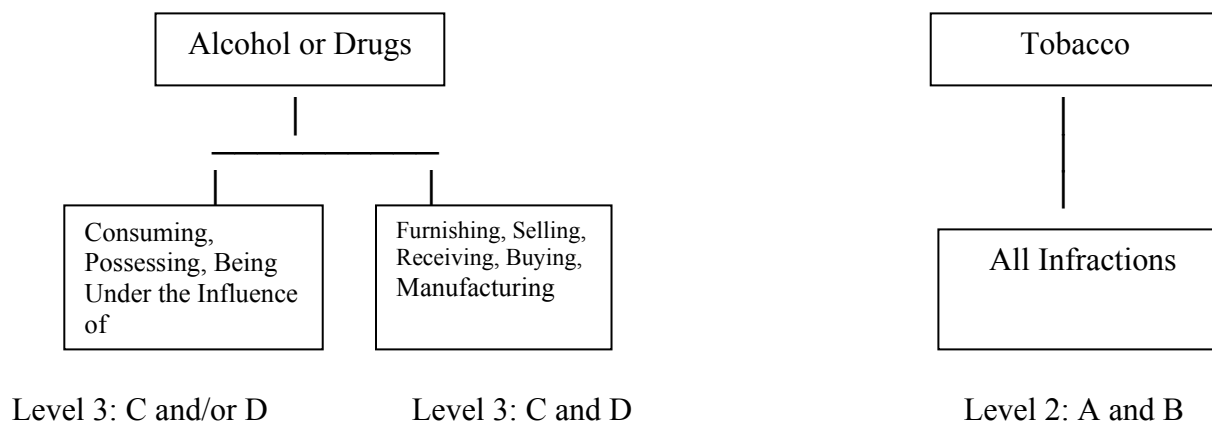 Alcohol or Drugs
Tobacco
Consuming,
Possessing, Being
Under the Influence
of
Furnishing, Selling,
Receiving, Buying,
Manufacturing
All Infractions
Level 3: C and/or D
Level 3: C and D
Level 2: A and B